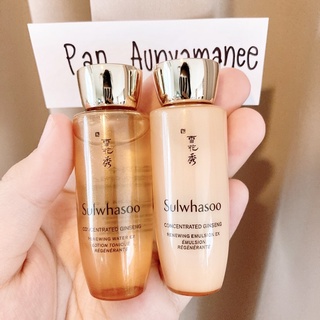 Pan Aunyamanee
雪
花
秀
Sulwhasoo
CONCENTRATED GINSENG
RENEWING WATER EX
LOTION TONIQUE
RÉGÉNÉRANTE
雪
花
秀
Sulwhasoo
CONCENTRATED GINSENG
RENEWING EMULSION EX
ÉMULSION
RÉGÉNÉRANTE